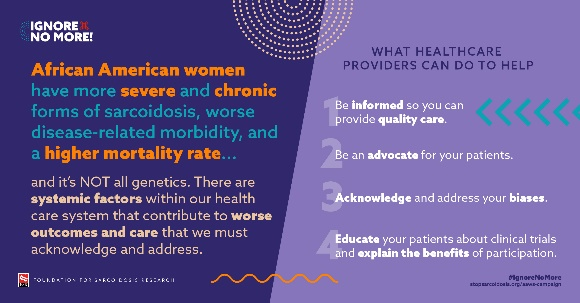 IGNORE it
NO MORE!
African American women
have more severe and chronic
forms of sarcoidosis, worse
disease-related morbidity, and
a higher mortality rate...
and it's NOT all genetics. There are
systemic factors within our health
care system that contribute to worse
outcomes and care that we must
acknowledge and address.
FOUNDATION FOR SARCOIDOSIS RESEARCH
WHAT HEALTHCARE
PROVIDERS CAN DO TO HELP
1 Be informed so you can
provide quality care.
2 Be an advocate for your patients.
3 Acknowledge and address your biases.
4 Educate your patients about clinical trials
and explain the benefits of participation.
#IgnoreNoMore
stopsarcoidosis.org/aaws-campaign